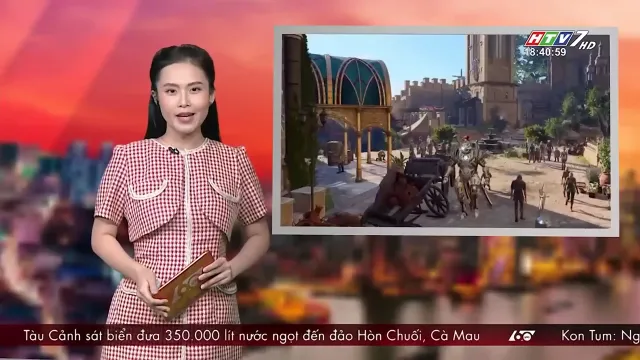 HTV7 HD
18:40:59
Tàu Cảnh sát biển đưa 350.000 lít nước ngọt đến đảo Hòn Chuối, Cà Mau
60 Kon Tum: Ng